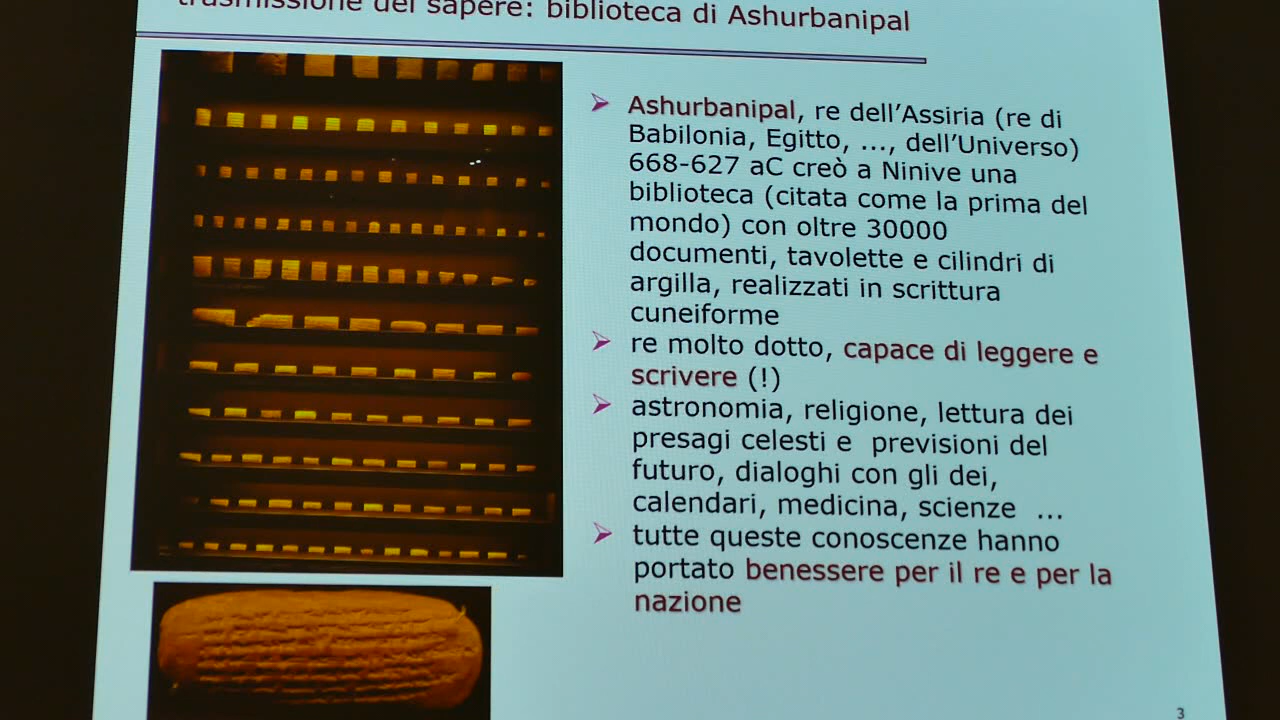 trasmissione del sapere: biblioteca di Ashurbanipal
Ashurbanipal, re dell'Assiria (re di
Babilonia, Egitto, ..., dell'Universo)
668-627 aC creò a Ninive una
biblioteca (citata come la prima del
mondo) con oltre 30000
documenti, tavolette e cilindri di
argilla, realizzati in scrittura
cuneiforme
re molto dotto, capace di leggere e
scrivere (!)
astronomia, religione, lettura dei
presagi celesti e previsioni del
futuro, dialoghi con gli dei,
calendari, medicina, scienze ...
tutte queste conoscenze hanno
portato benessere per il re e per la
nazione
3